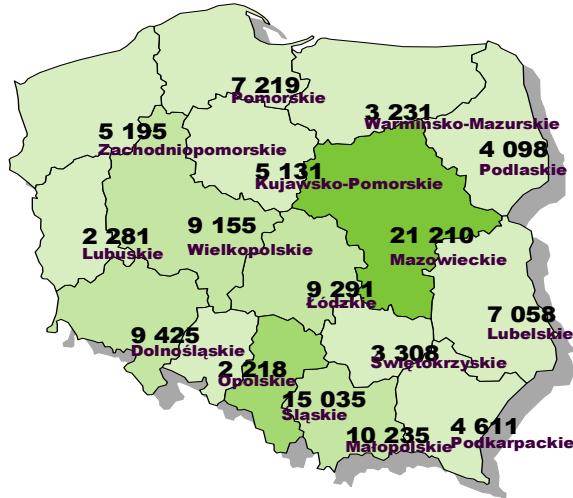 7 219
Pomorskie
3 231
Warmińsko-Mazurskie
5 195
Zachodniopomorskie
4 098
Podlaskie
5 131
Kujawsko-Pomorskie
2 281
Lubuskie
9 155
Wielkopolskie
21 210
Mazowieckie
9 291
Łódzkie
7 058
Lubelskie
9 425
Dolnośląskie
3 308
Świętokrzyskie
2 218
Opolskie
15 035
Śląskie
10 235
Małopolskie
4 611
Podkarpackie